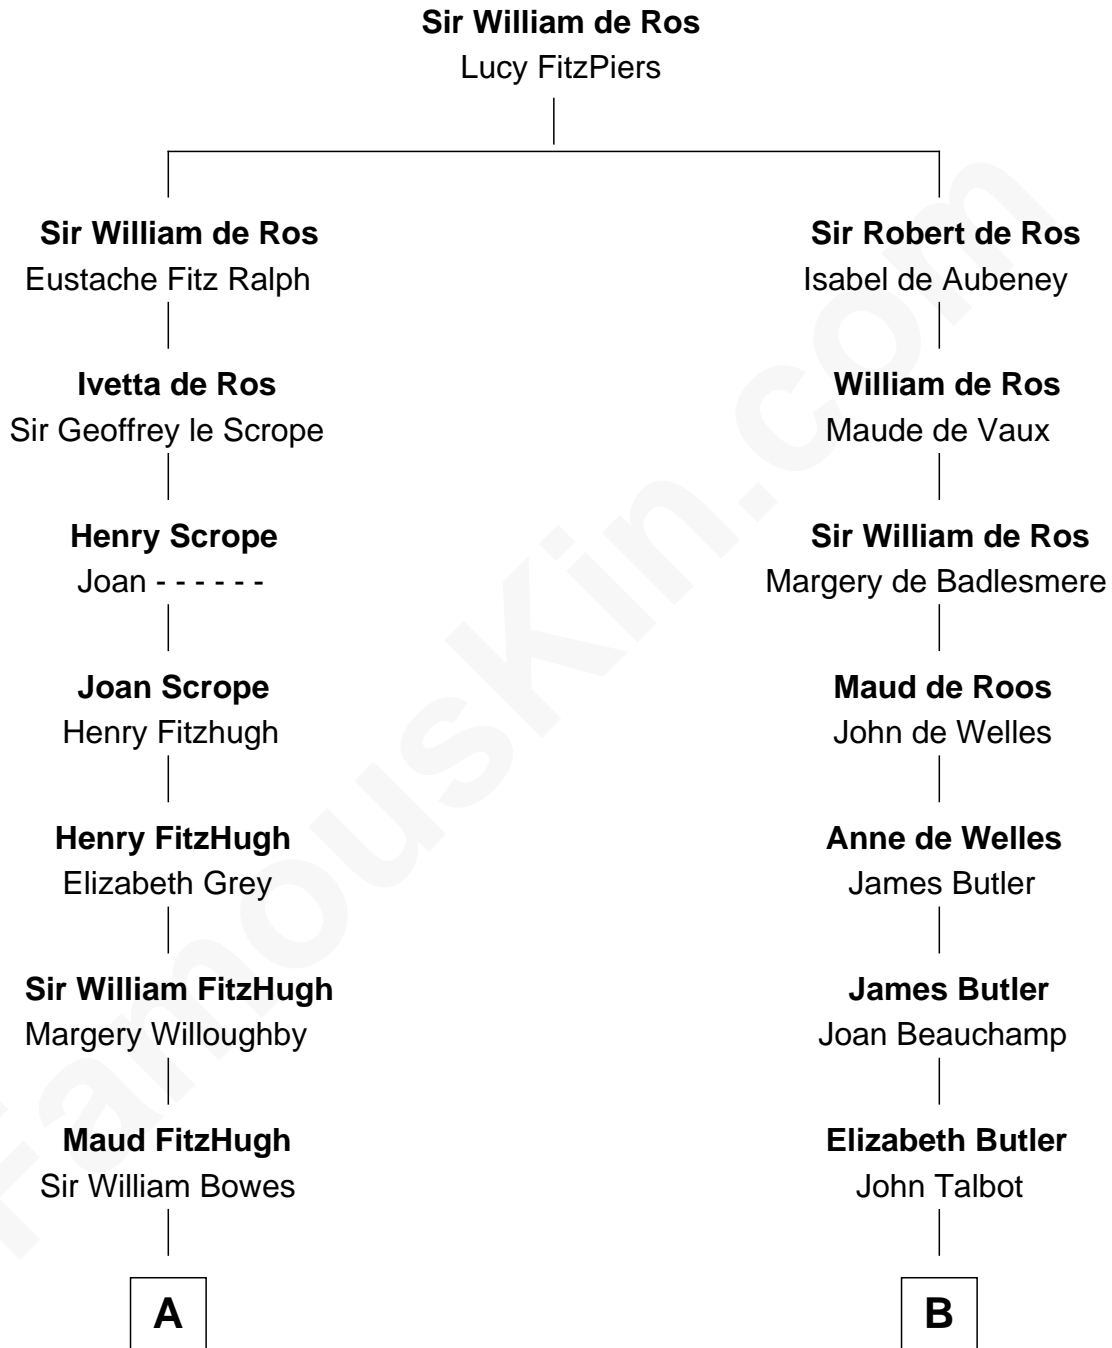 Sir William de Ros
Lucy FitzPiers
Sir William de Ros
Eustache Fitz Ralph
Sir Robert de Ros
Isabel de Aubeney
Ivetta de Ros
Sir Geoffrey le Scrope
William de Ros
Maude de Vaux
Henry Scrope
Joan - - - - - -
Sir William de Ros
Margery de Badlesmere
Joan Scrope
Henry Fitzhugh
Maud de Roos
John de Welles
Henry FitzHugh
Elizabeth Grey
Anne de Welles
James Butler
Sir William FitzHugh
Margery Willoughby
James Butler
Joan Beauchamp
Maud FitzHugh
Sir William Bowes
Elizabeth Butler
John Talbot
A
B
FamousKin.com